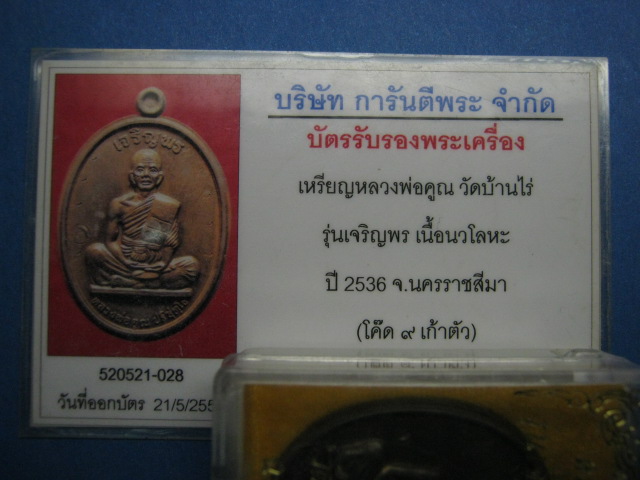 บริษัท การันตีพระ จำกัด
บัตรรับรองพระเครื่อง
เหรียญหลวงพ่อคูณ วัดบ้านไร่
รุ่นเจริญพร เนื้อนวโลหะ
ปี 2536 จ.นครราชสีมา
(โค๊ด ๙ เก้าตัว)
เจริญพร
520521-028
วันที่ออกบัตร 21/5/255